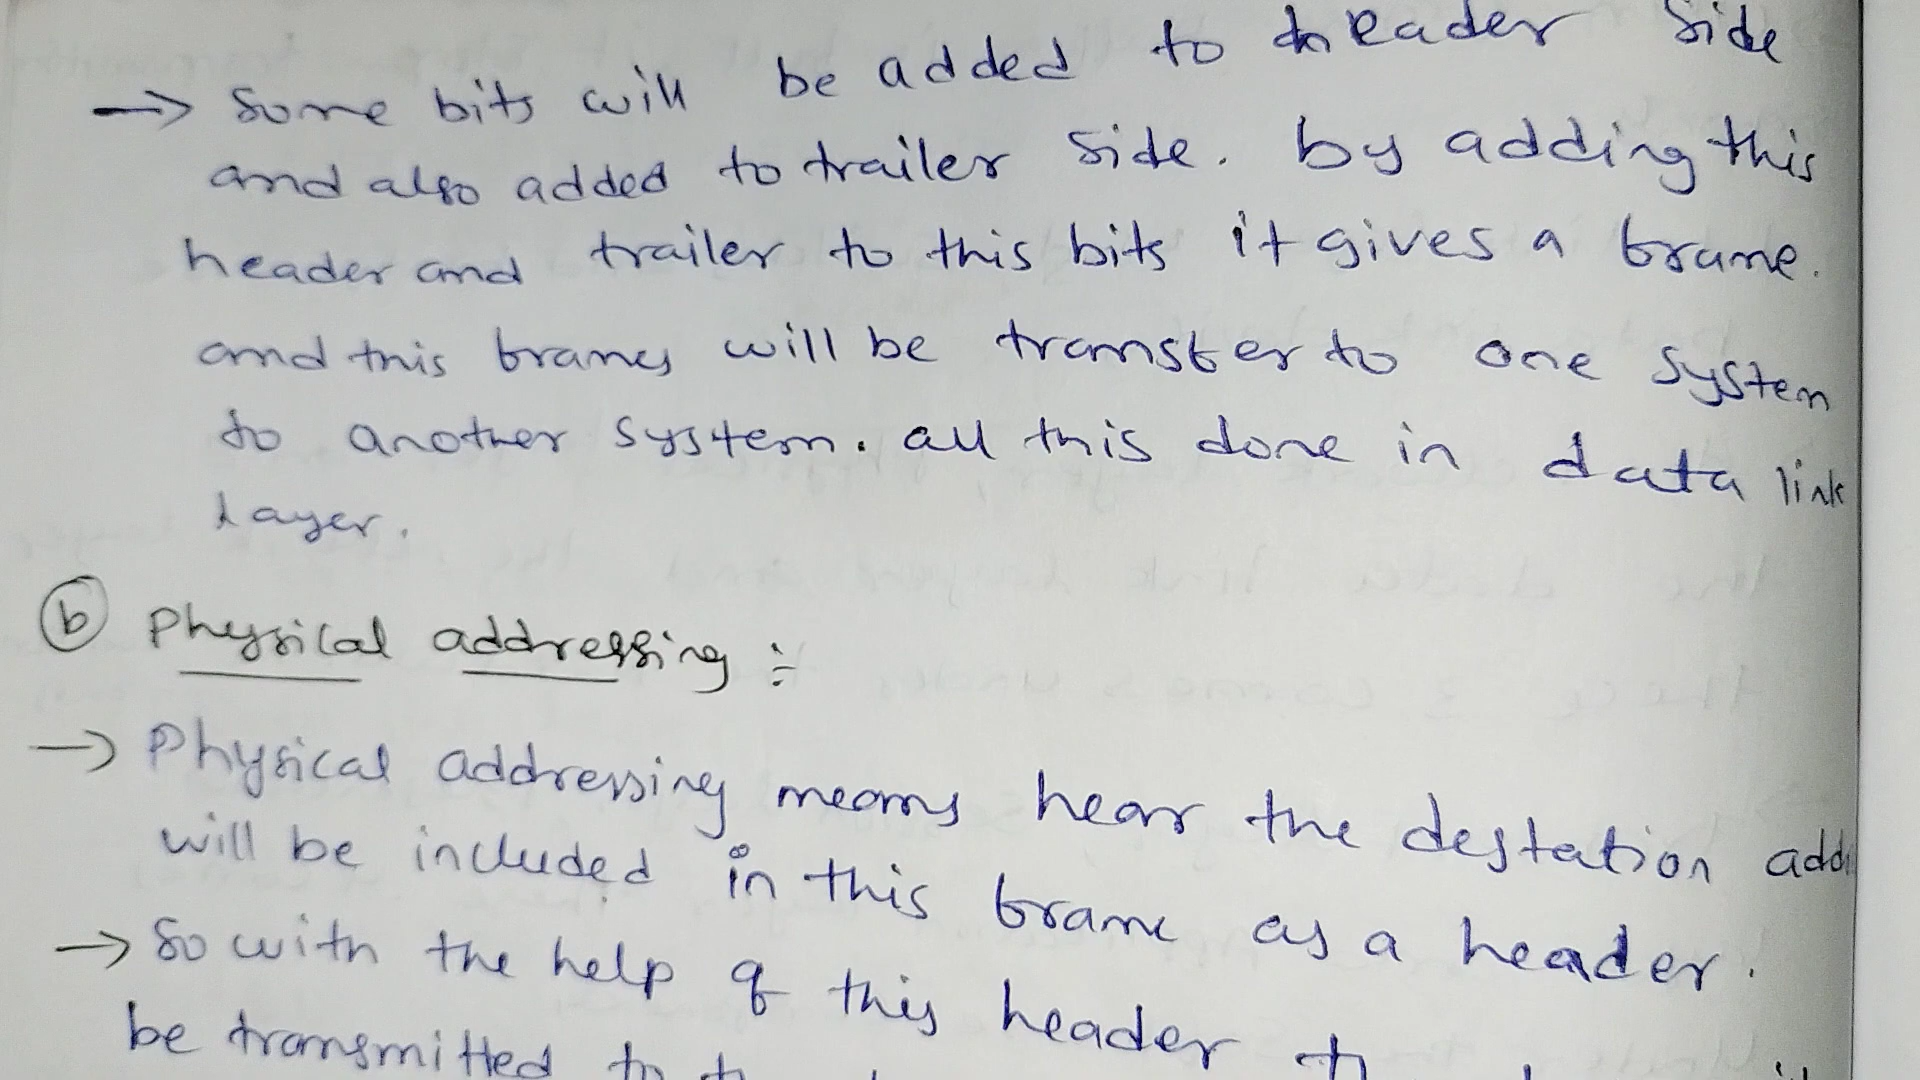 → Some bits will be added to header side
and also added to trailer side. by adding this
header and trailer to this bits it gives a frame.
and this frames will be transfer to one system
to another system. all this done in data link
Layer.
(b) Physical addressing :-
→ Physical addressing means hear the destation add
will be included in this frame as a header.
→ So with the help of this header
be transmitted to